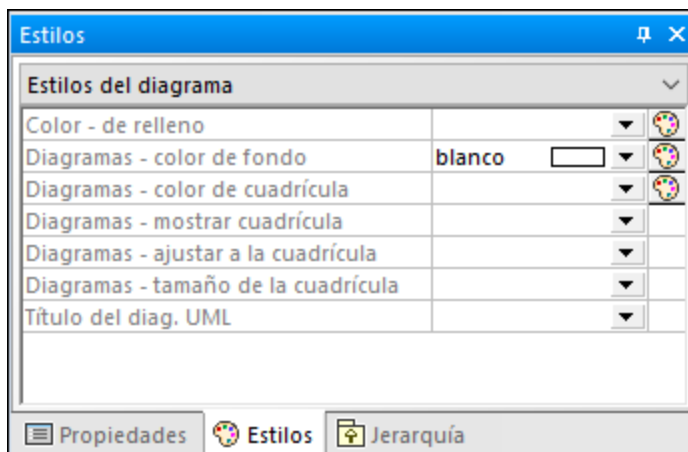 Estilos
Estilos del diagrama
Color - de relleno
Diagramas - color de fondo blanco
Diagramas - color de cuadrícula
Diagramas - mostrar cuadrícula
Diagramas - ajustar a la cuadrícula
Diagramas - tamaño de la cuadrícula
Título del diag. UML
Propiedades Estilos Jerarquía